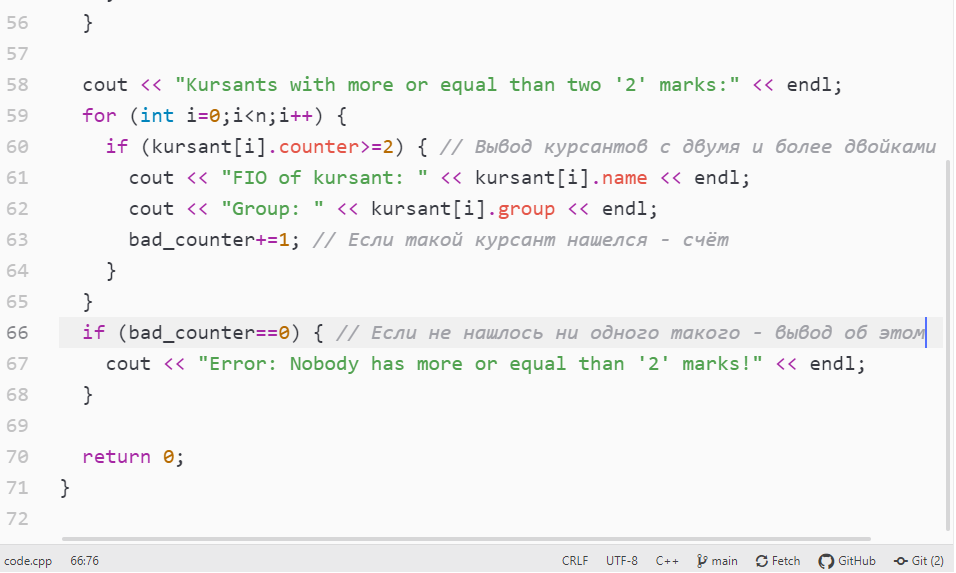 56 }
57
58 cout << "Kursants with more or equal than two '2' marks:" << endl;
59 for (int i=0;i<n;i++) {
60 if (kursant[i].counter>=2) { // Вывод курсантов с двумя и более двойками
61 cout << "FIO of kursant: " << kursant[i].name << endl;
62 cout << "Group: " << kursant[i].group << endl;
63 bad_counter+=1; // Если такой курсант нашелся - счёт
64 }
65 }
66 if (bad_counter==0) { // Если не нашлось ни одного такого - вывод об этом
67 cout << "Error: Nobody has more or equal than '2' marks!" << endl;
68 }
69
70 return 0;
71 }
72
code.cpp 66:76 CRLF UTF-8 C++ main Fetch GitHub Git (2)